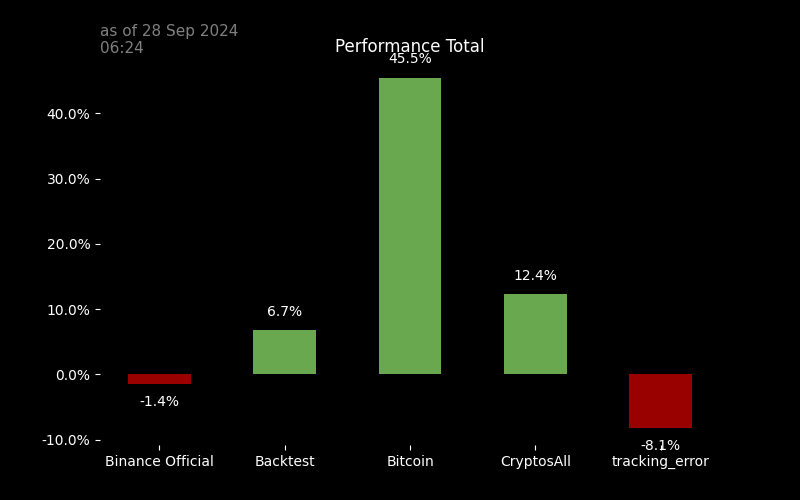 as of 28 Sep 2024
06:24
Performance Total
45.5%
40.0%
30.0%
20.0%
12.4%
10.0%
6.7%
0.0%
-1.4%
-10.0%
-8.1%
Binance Official
Backtest
Bitcoin
CryptosAll
tracking_error